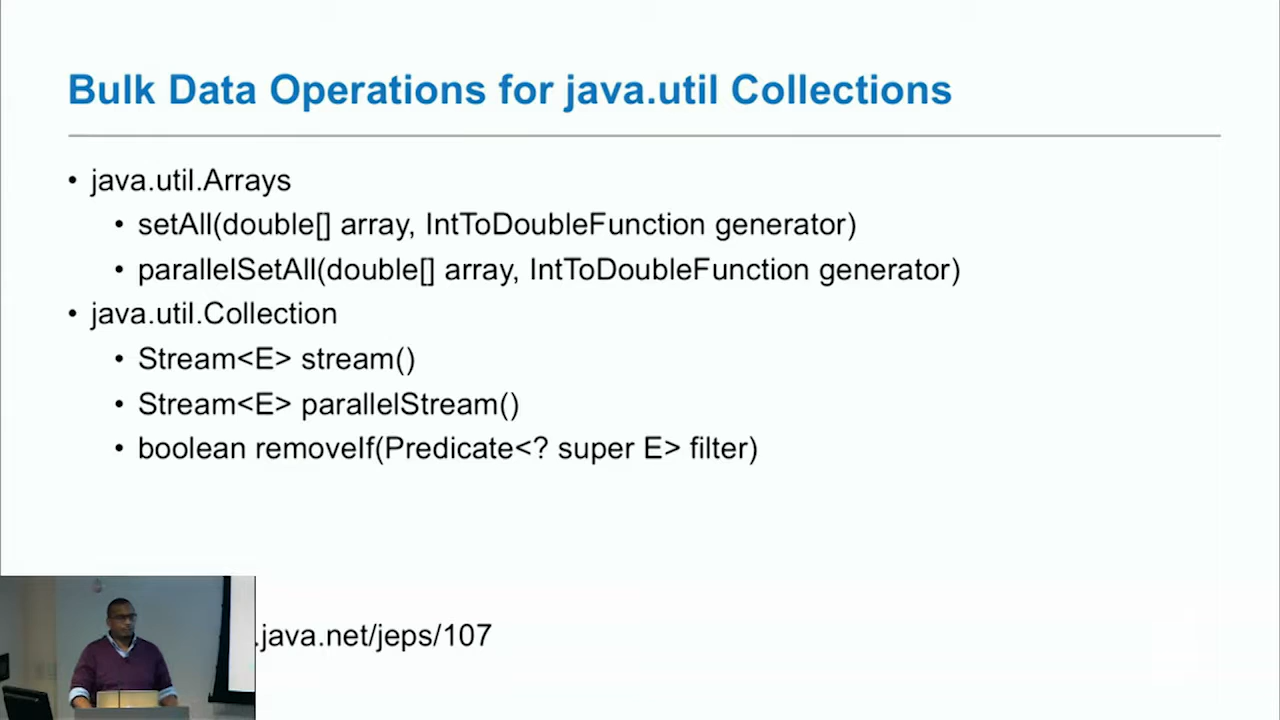 Bulk Data Operations for java.util Collections
• java.util.Arrays
• setAll(double[] array, IntToDoubleFunction generator)
• parallelSetAll(double[] array, IntToDoubleFunction generator)
• java.util.Collection
• Stream<E> stream()
• Stream<E> parallelStream()
• boolean removeIf(Predicate<? super E> filter)
.java.net/jeps/107